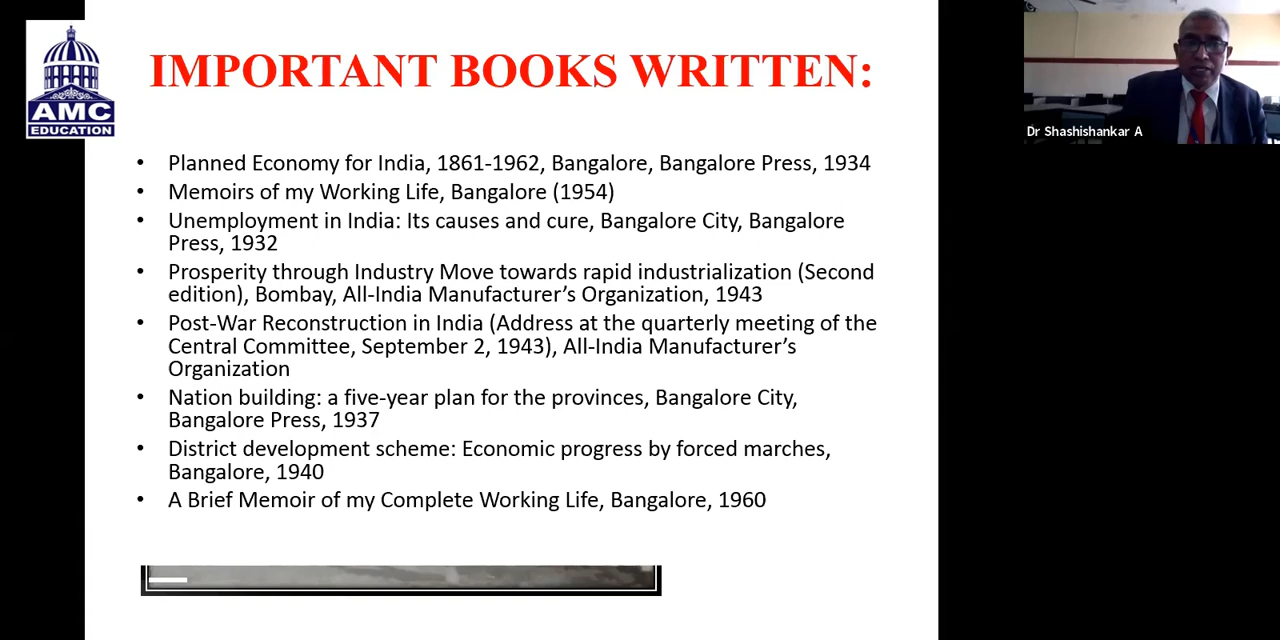 IMPORTANT BOOKS WRITTEN:
AMC
EDUCATION
Dr Shashishankar A
• Planned Economy for India, 1861-1962, Bangalore, Bangalore Press, 1934
• Memoirs of my Working Life, Bangalore (1954)
• Unemployment in India: Its causes and cure, Bangalore City, Bangalore
Press, 1932
• Prosperity through Industry Move towards rapid industrialization (Second
edition), Bombay, All-India Manufacturer’s Organization, 1943
• Post-War Reconstruction in India (Address at the quarterly meeting of the
Central Committee, September 2, 1943), All-India Manufacturer’s
Organization
• Nation building: a five-year plan for the provinces, Bangalore City,
Bangalore Press, 1937
• District development scheme: Economic progress by forced marches,
Bangalore, 1940
• A Brief Memoir of my Complete Working Life, Bangalore, 1960